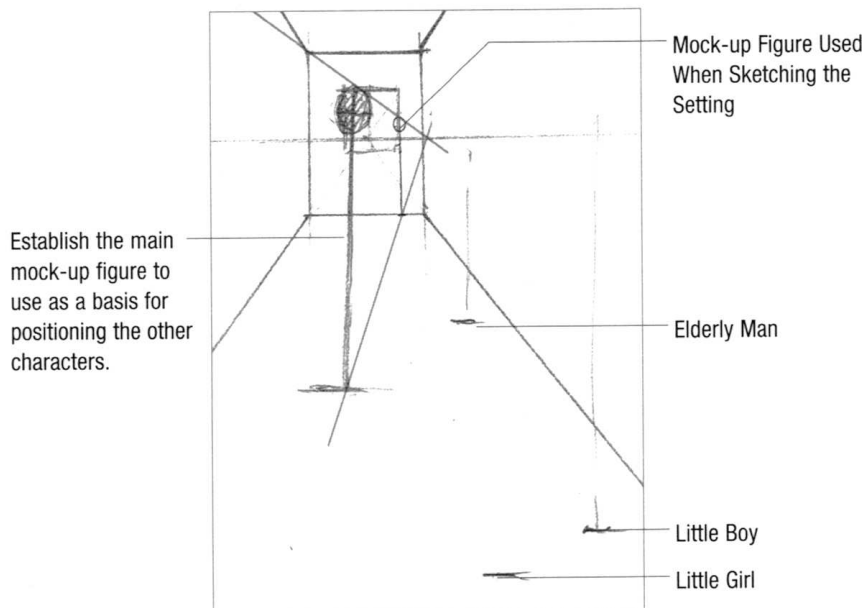 Mock-up Figure Used
When Sketching the
Setting
Establish the main
mock-up figure to
use as a basis for
positioning the other
characters.
Elderly Man
Little Boy
Little Girl